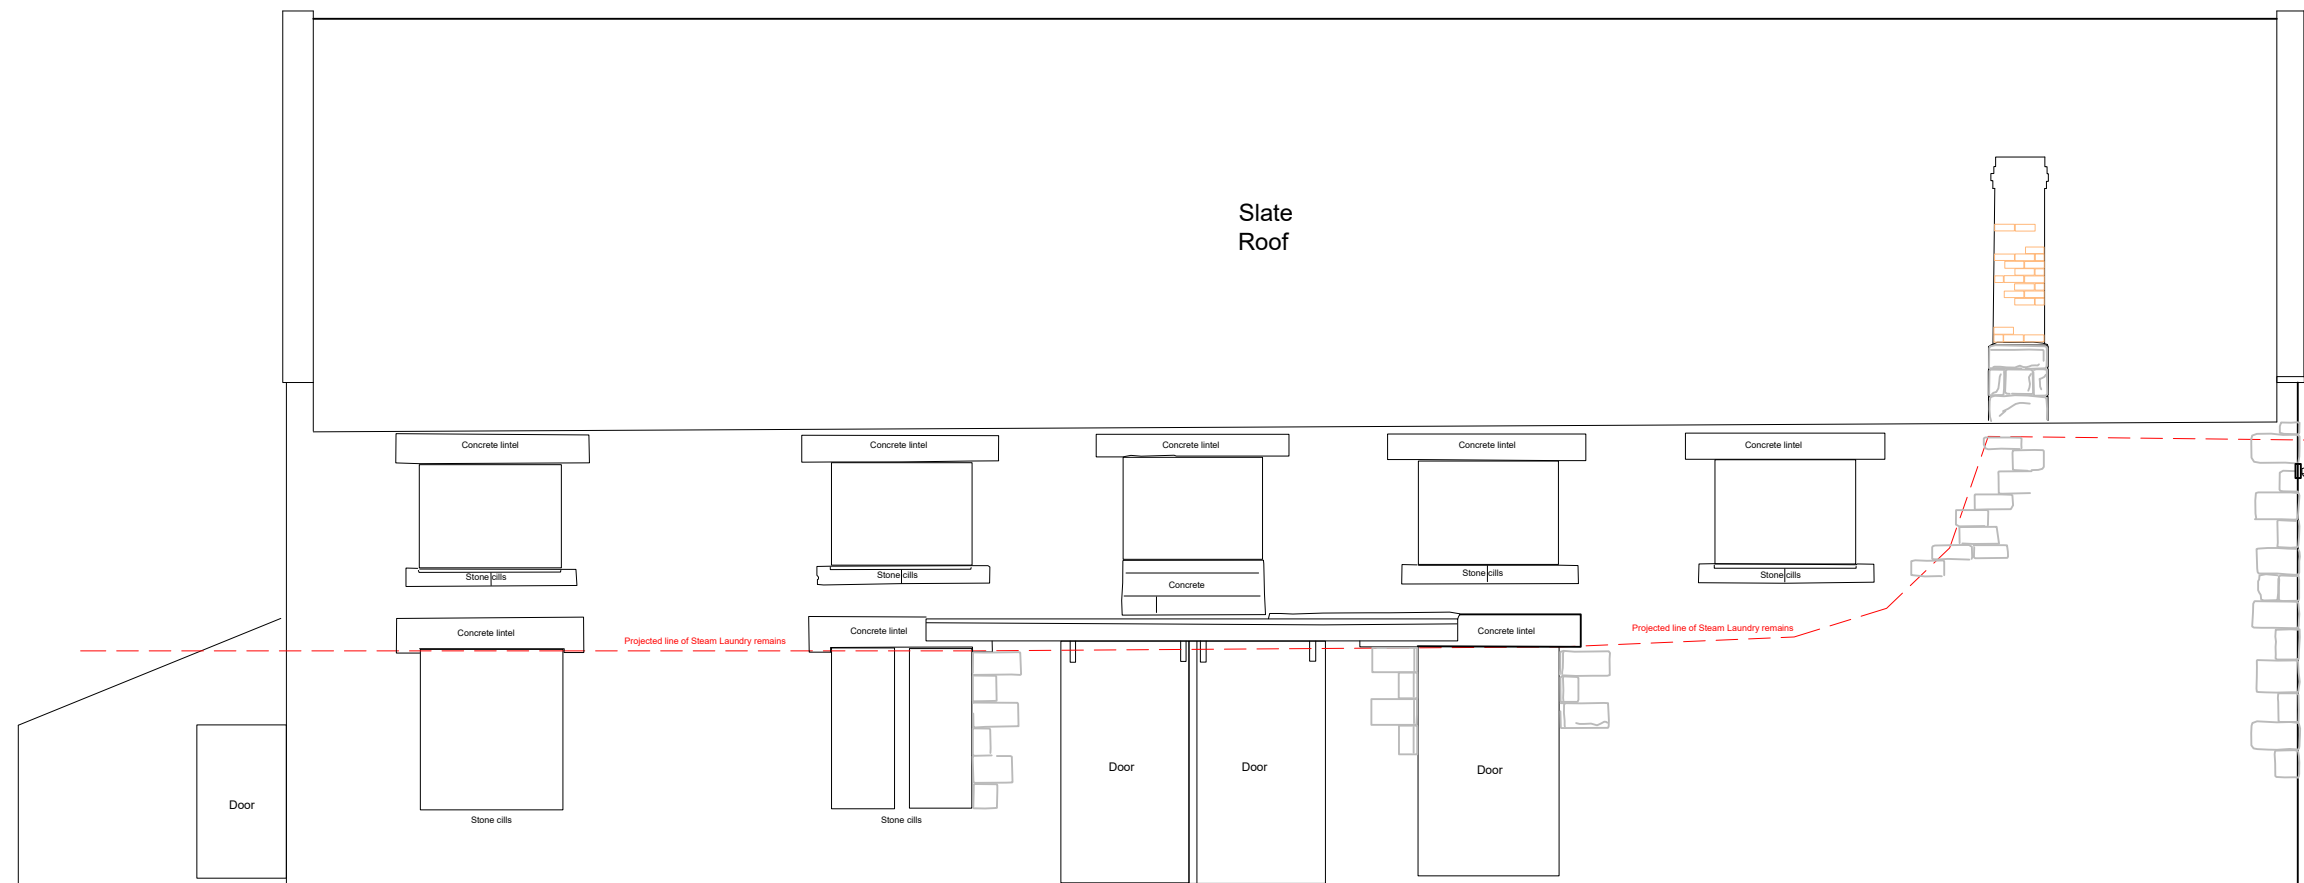 Slate
Roof
Concrete lintel
Concrete lintel
Concrete lintel
Concrete lintel
Concrete lintel
Stone cills
Stone cills
Concrete
Stone cills
Stone cills
Concrete lintel
Projected line of Steam Laundry remains
Concrete lintel
Concrete lintel
Projected line of Steam Laundry remains
Door
Door
Door
Door
Stone cills
Stone cills